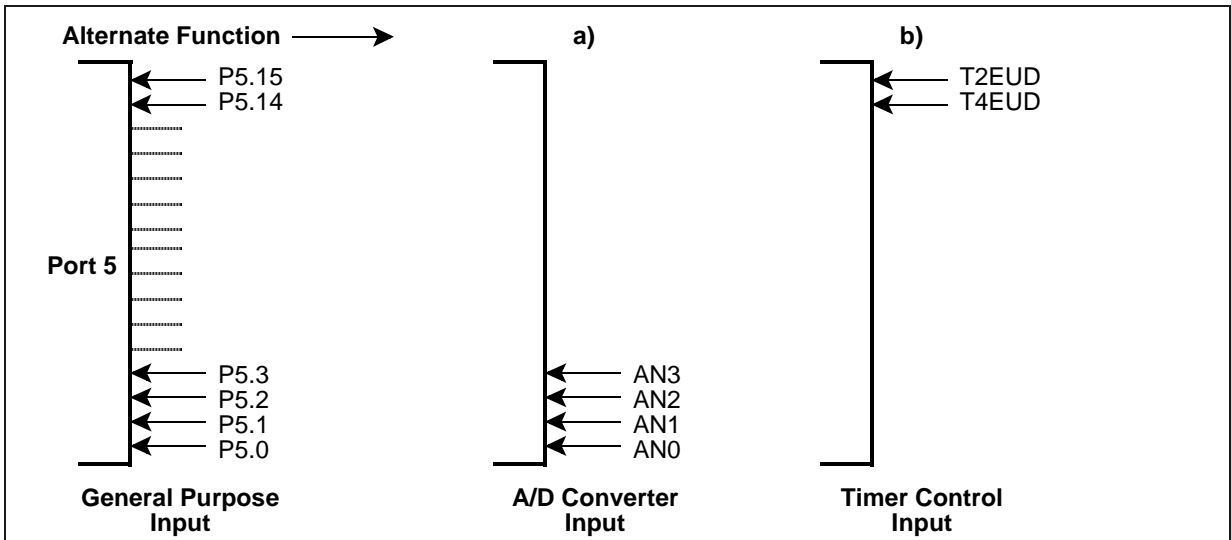 Alternate Function a) b)
P5.15 T2EUD
P5.14 T4EUD
Port 5
P5.3 AN3
P5.2 AN2
P5.1 AN1
P5.0 AN0
General Purpose A/D Converter Timer Control
Input Input Input